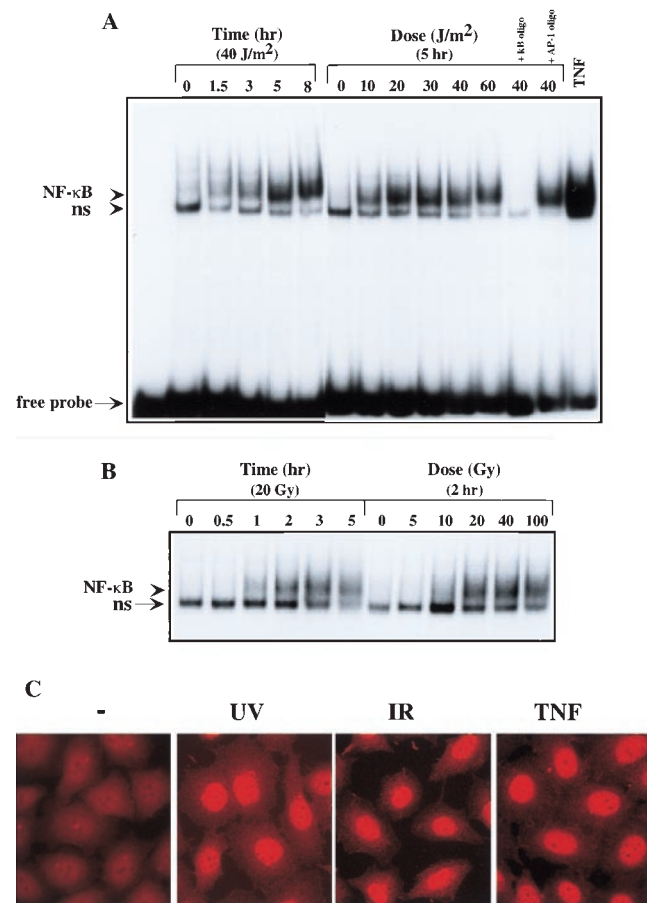 A
Time (hr)
(40 J/m²)
Dose (J/m²)
(5 hr)
+ kB oligo
+ AP-1 oligo
TNF
0 1.5 3 5 8 0 10 20 30 40 60 40 40
NF-κB
ns
free probe
B
Time (hr)
(20 Gy)
Dose (Gy)
(2 hr)
0 0.5 1 2 3 5 0 5 10 20 40 100
NF-κB
ns
C
- UV IR TNF